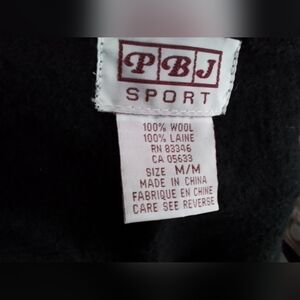 PBJ
SPORT
100% WOOL
100% LAINE
RN 83346
CA 05633
SIZE M/M
MADE IN CHINA
FABRIQUE EN CHINE
CARE SEE REVERSE